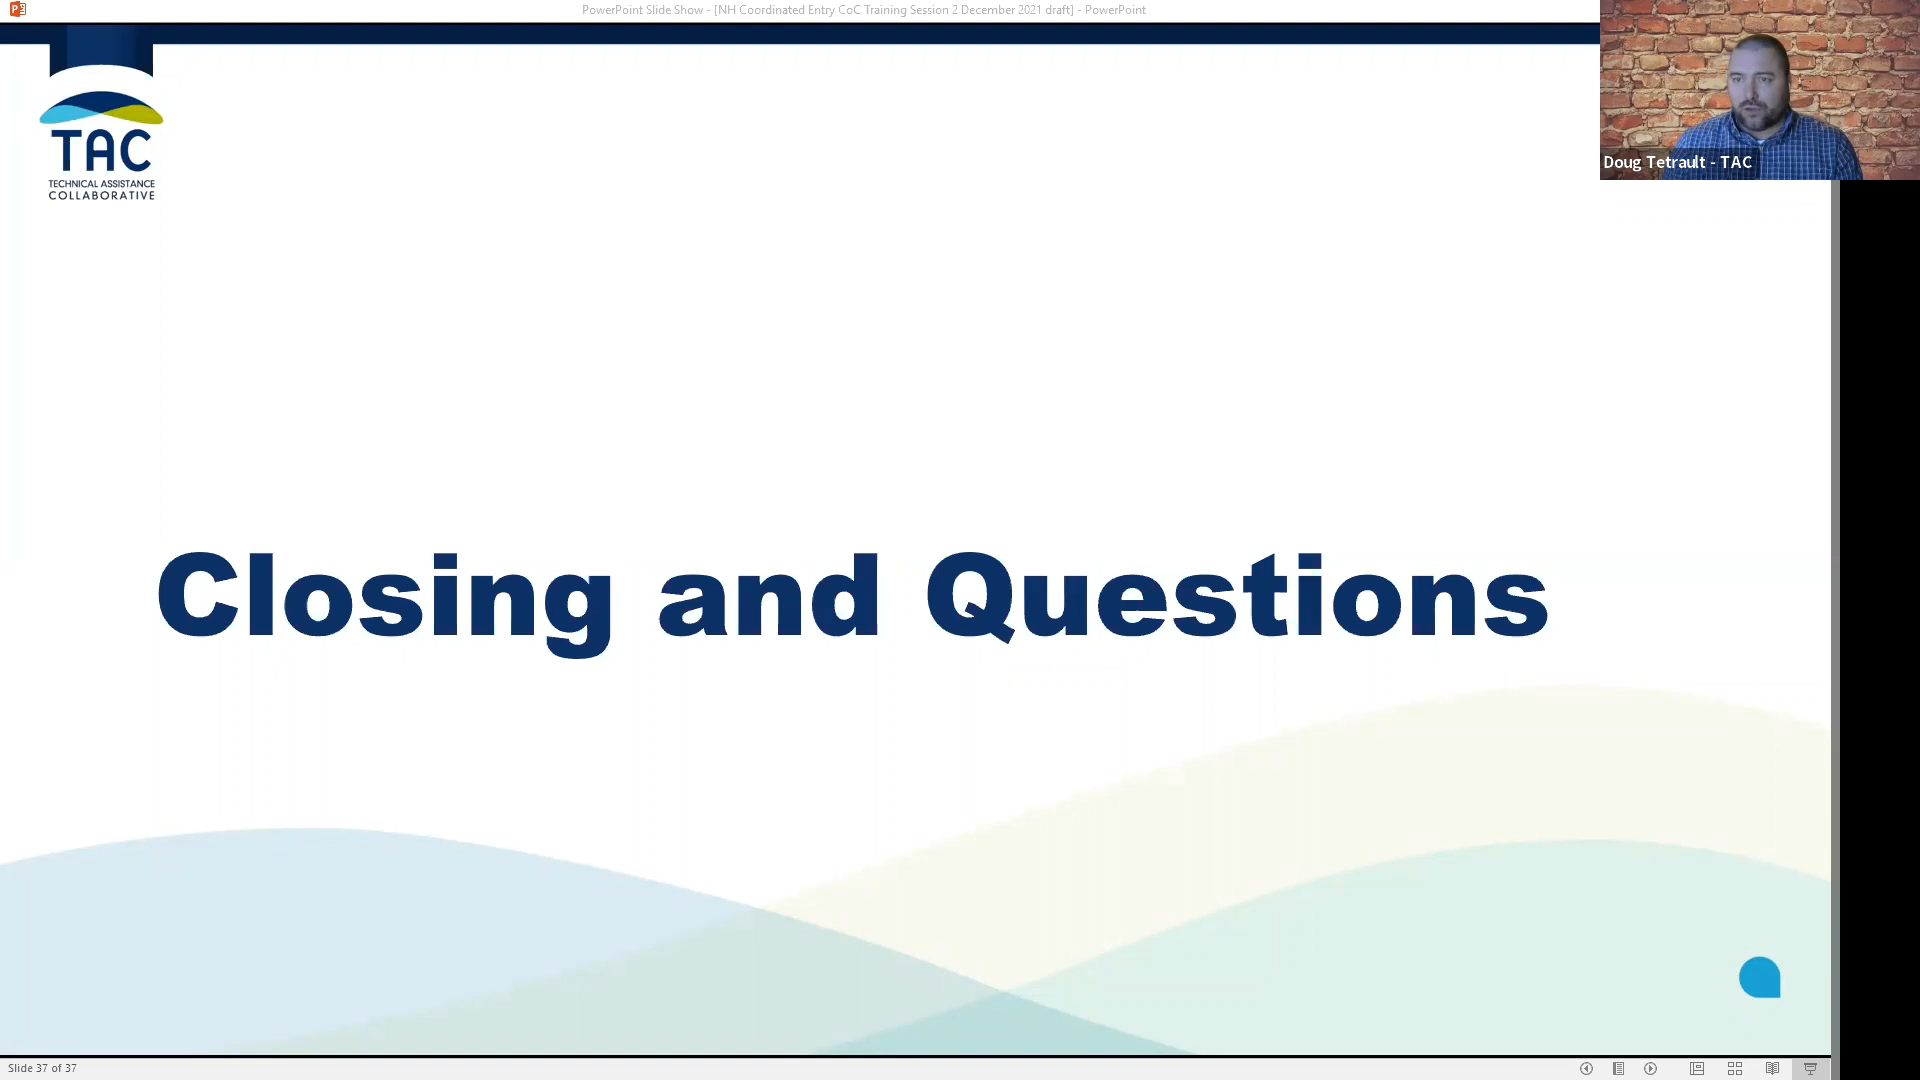 PowerPoint Slide Show - [NH Coordinated Entry CoC Training Session 2 December 2021 draft] - PowerPoint
TAC
TECHNICAL ASSISTANCE
COLLABORATIVE
Doug Tetrault - TAC
Closing and Questions
Slide 37 of 37